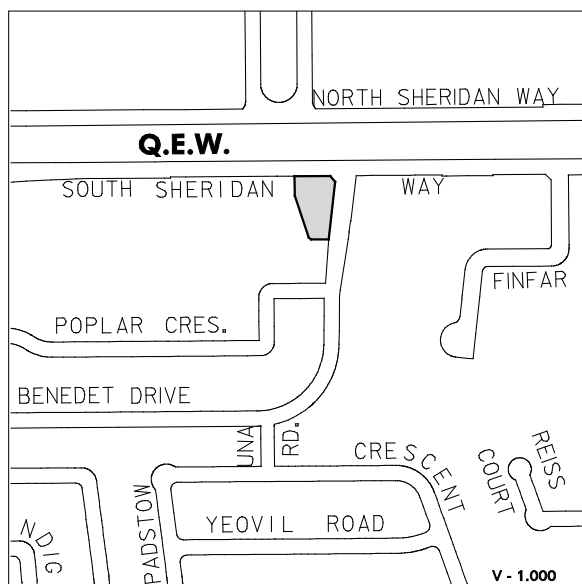 NORTH SHERIDAN WAY
Q.E.W.
SOUTH SHERIDAN WAY
FINFAR
POPLAR CRES.
BENEDET DRIVE
UNA RD.
CRESCENT
REISS
COURT
PADSTOW
YEOVIL ROAD
NDIG
V - 1.000